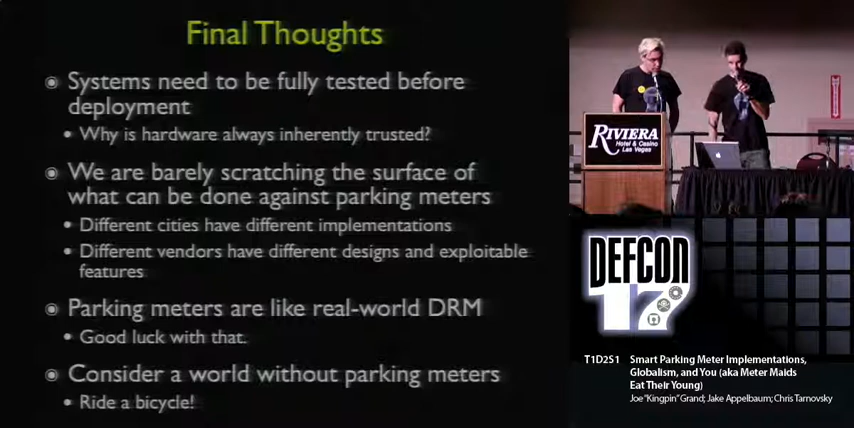 Final Thoughts
Systems need to be fully tested before
deployment
Why is hardware always inherently trusted?
We are barely scratching the surface of
what can be done against parking meters
Different cities have different implementations
Different vendors have different designs and exploitable
features
Parking meters are like real-world DRM
Good luck with that.
Consider a world without parking meters
Ride a bicycle!
RIVIERA
Hotel & Casino
Las Vegas
DEFCON
17
T1D2S1 Smart Parking Meter Implementations,
Globalism, and You (aka Meter Maids
Eat Their Young)
Joe "Kingpin" Grand; Jake Appelbaum; Chris Tarnovsky